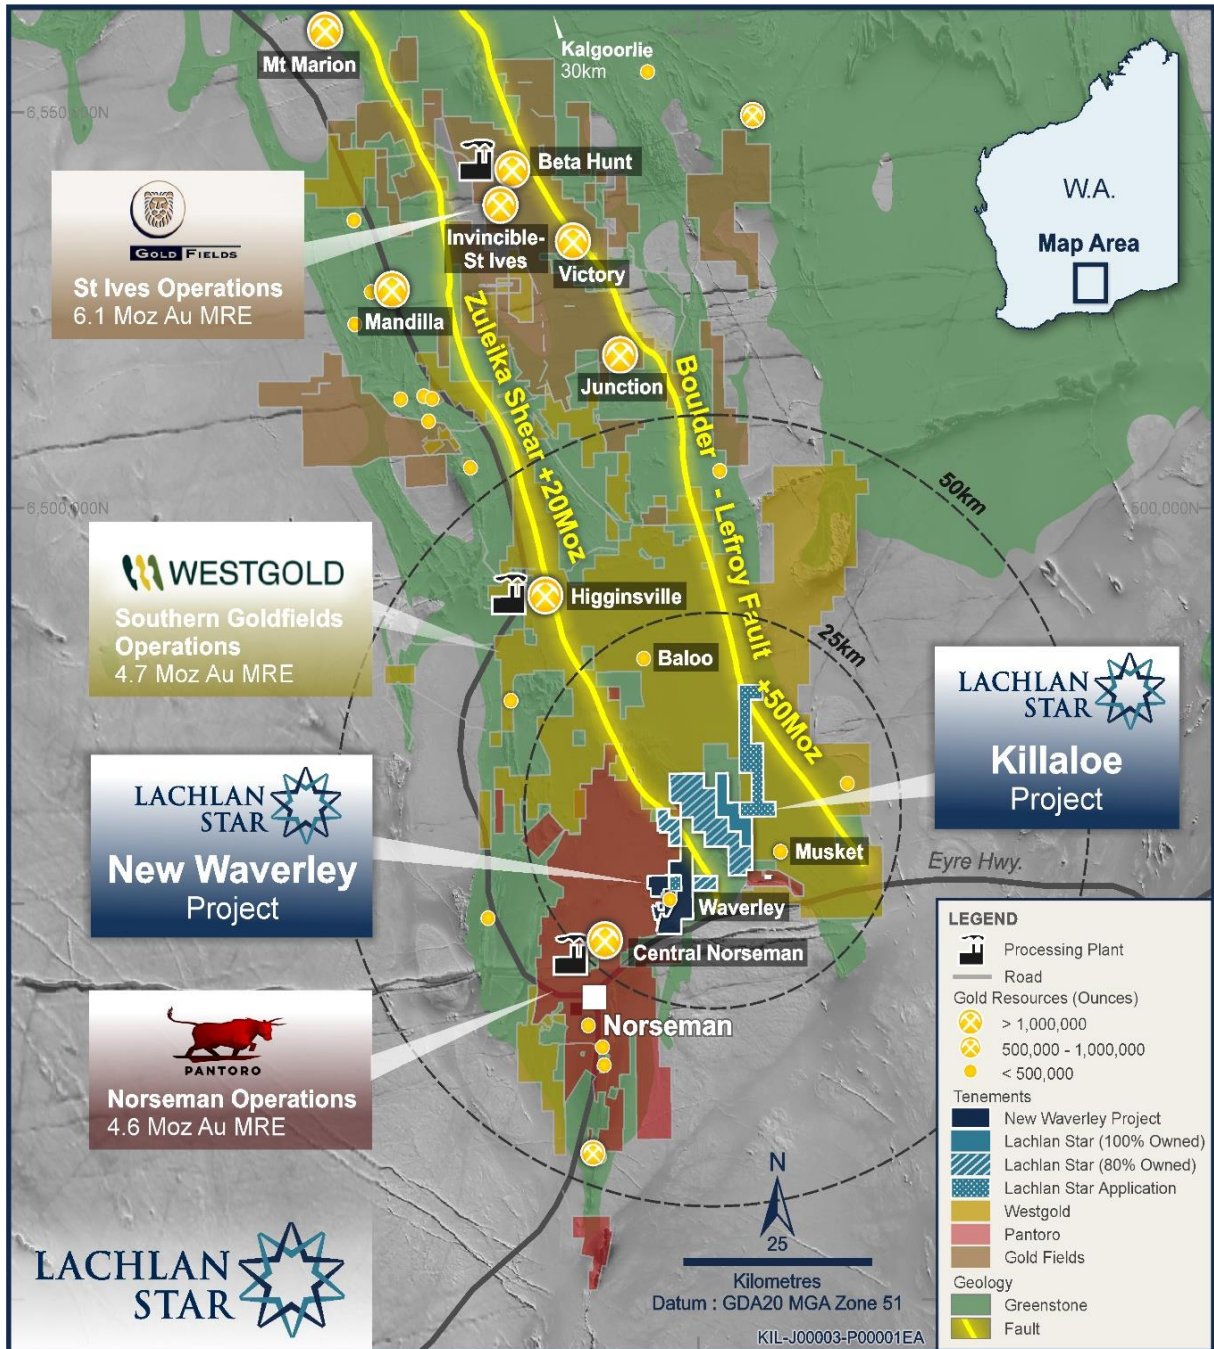 Mt Marion
Kalgoorlie
30km
6,550,000N
Beta Hunt
Invincible-
St Ives
Victory
GOLD FIELDS
St Ives Operations
6.1 Moz Au MRE
Mandilla
Junction
W.A.
Map Area
Zuleika Shear +20Moz
Boulder - Lefroy Fault +50Moz
50km
25km
6,500,000N
500,000N
WESTGOLD
Southern Goldfields
Operations
4.7 Moz Au MRE
Higginsville
Baloo
LACHLAN
STAR
Killaloe
Project
LACHLAN
STAR
New Waverley
Project
Musket
Eyre Hwy.
Waverley
Central Norseman
Norseman
PANTORO
Norseman Operations
4.6 Moz Au MRE
LACHLAN
STAR
N
25
Kilometres
Datum : GDA20 MGA Zone 51
KIL-J00003-P00001EA
LEGEND
Processing Plant
Road
Gold Resources (Ounces)
> 1,000,000
500,000 - 1,000,000
< 500,000
Tenements
New Waverley Project
Lachlan Star (100% Owned)
Lachlan Star (80% Owned)
Lachlan Star Application
Westgold
Pantoro
Gold Fields
Geology
Greenstone
Fault